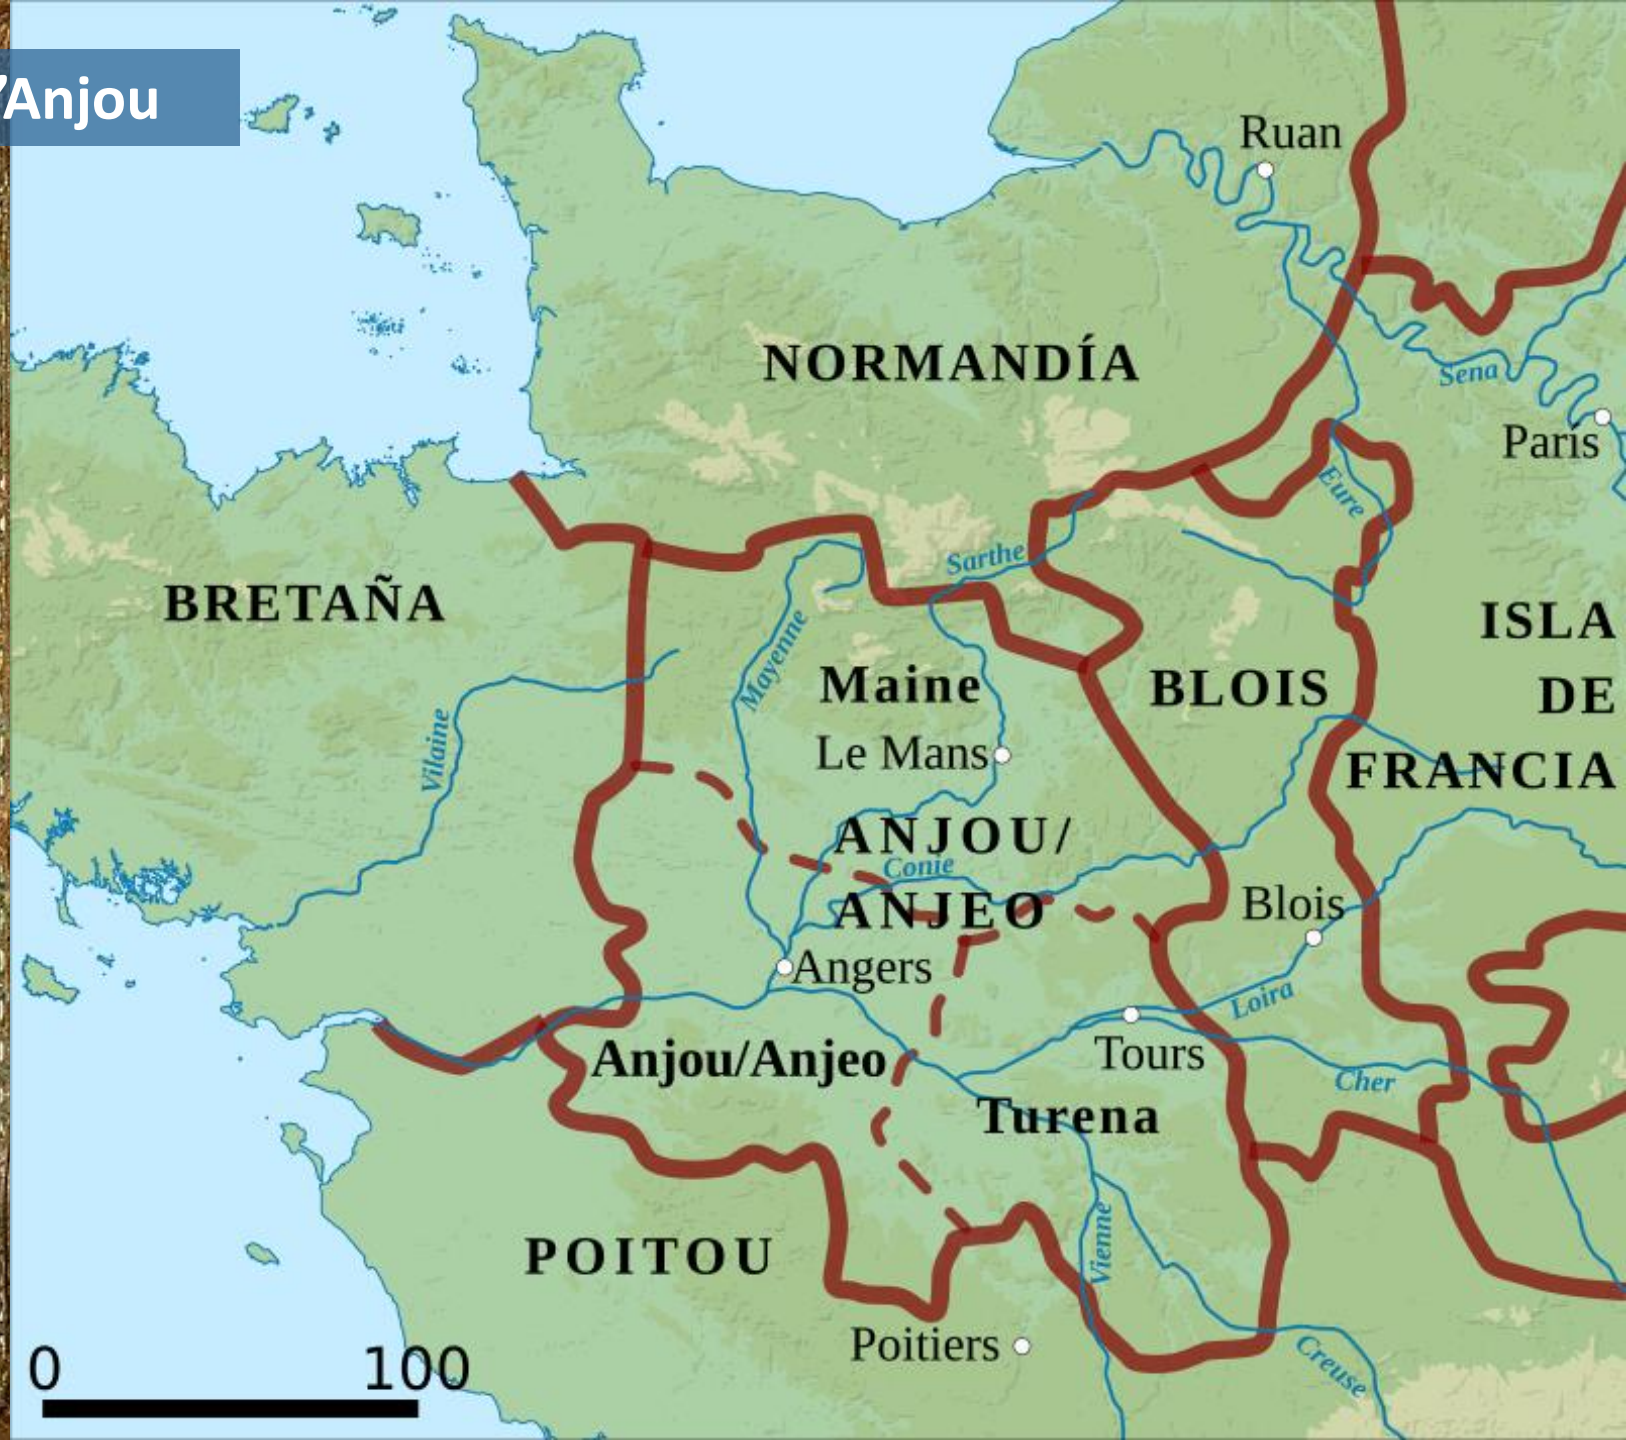 ’Anjou
Ruan
NORMANDÍA
Sena
París
Eure
Sarthe
BRETAÑA
ISLA
DE
FRANCIA
Mayenne
Maine
BLOIS
Vilaine
Le Mans
ANJOU/
ANJEO
Conie
Blois
Angers
Loira
Anjou/Anjeo
Tours
Cher
Turena
POITOU
Vienne
Poitiers
Creuse
0 100